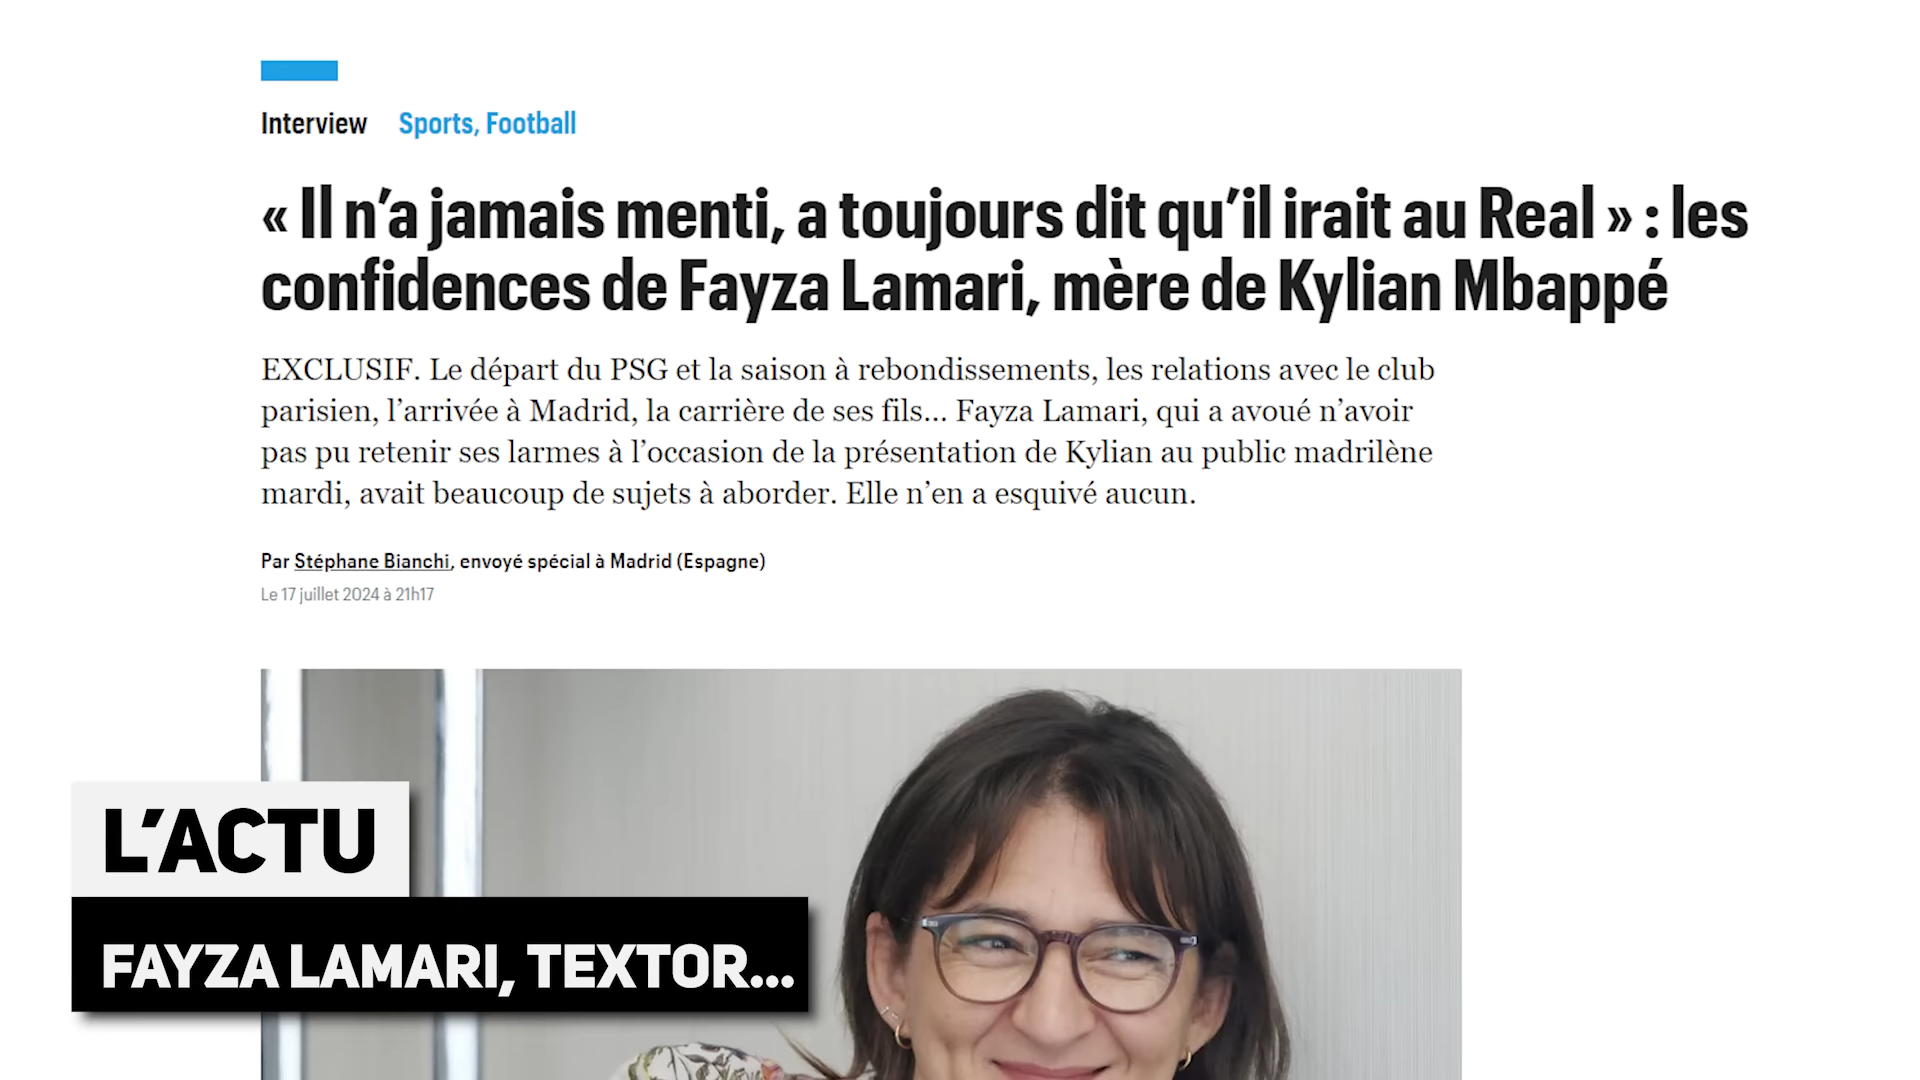 Interview Sports, Football
« Il n’a jamais menti, a toujours dit qu’il irait au Real » : les
confidences de Fayza Lamari, mère de Kylian Mbappé
EXCLUSIF. Le départ du PSG et la saison à rebondissements, les relations avec le club
parisien, l’arrivée à Madrid, la carrière de ses fils... Fayza Lamari, qui a avoué n’avoir
pas pu retenir ses larmes à l’occasion de la présentation de Kylian au public madrilène
mardi, avait beaucoup de sujets à aborder. Elle n’en a esquivé aucun.
Par Stéphane Bianchi, envoyé spécial à Madrid (Espagne)
Le 17 juillet 2024 à 21h17
L’ACTU
FAYZA LAMARI, TEXTOR...